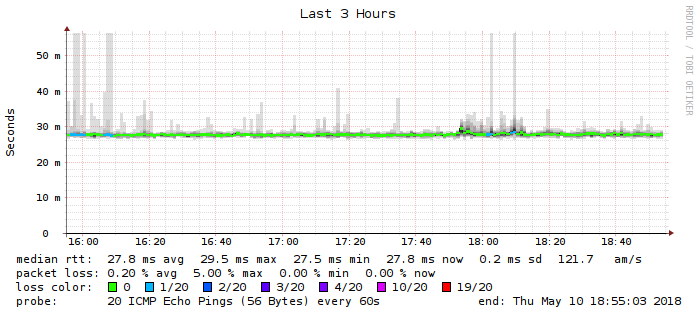 Last 3 Hours
RRDTOOL / TOBI OETIKER
Seconds
50 m
40 m
30 m
20 m
10 m
0
16:00 16:20 16:40 17:00 17:20 17:40 18:00 18:20 18:40
median rtt: 27.8 ms avg 29.5 ms max 27.5 ms min 27.8 ms now 0.2 ms sd 121.7 am/s
packet loss: 0.20 % avg 5.00 % max 0.00 % min 0.00 % now
loss color: 0 1/20 2/20 3/20 4/20 10/20 19/20
probe: 20 ICMP Echo Pings (56 Bytes) every 60s end: Thu May 10 18:55:03 2018